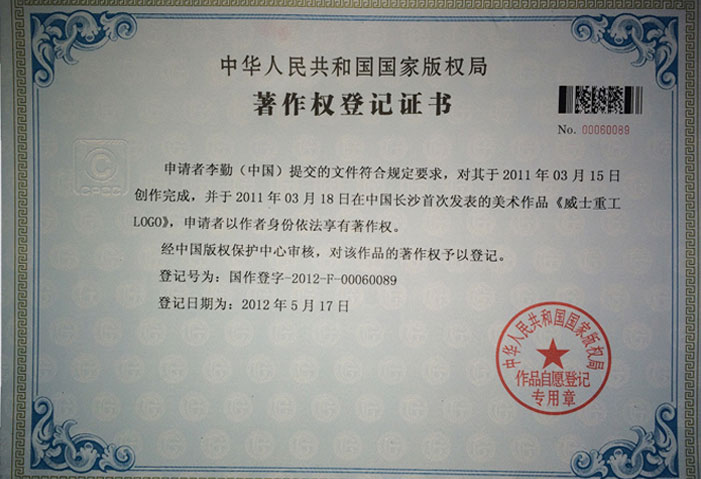 中华人民共和国国家版权局
著作权登记证书
No. 00060089
CPCC
申请者李勤（中国）提交的文件符合规定要求，对其于 2011 年 03 月 15 日
创作完成，并于 2011 年 03 月 18 日在中国长沙首次发表的美术作品《威士重工
LOGO》，申请者以作者身份依法享有著作权。
经中国版权保护中心审核，对该作品的著作权予以登记。
登记号为：国作登字-2012-F-00060089
登记日期为：2012 年 5 月 17 日
中华人民共和国国家版权局
作品自愿登记
专用章